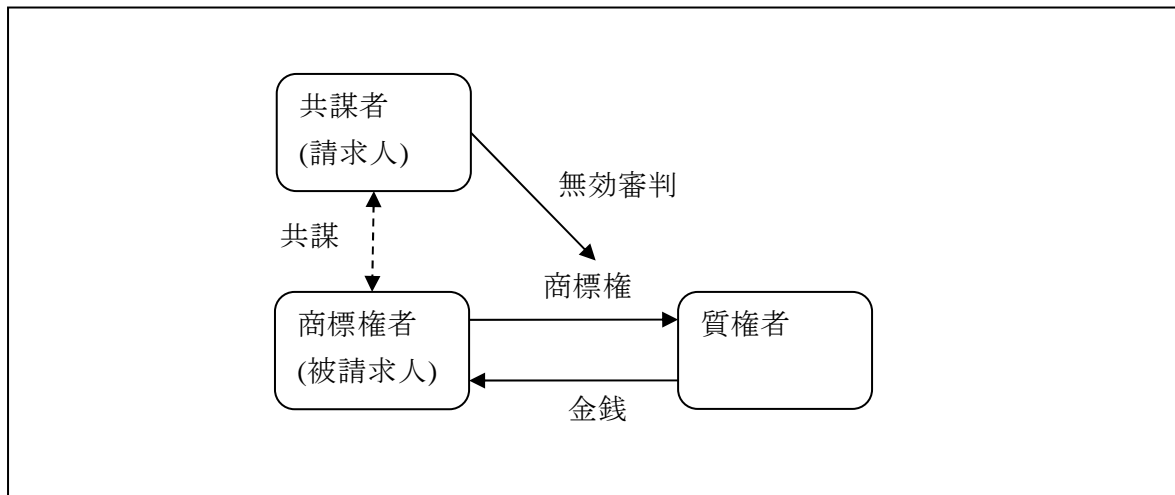 共謀者
(請求人)
無効審判
共謀
商標権
商標権者
(被請求人)
質権者
金銭